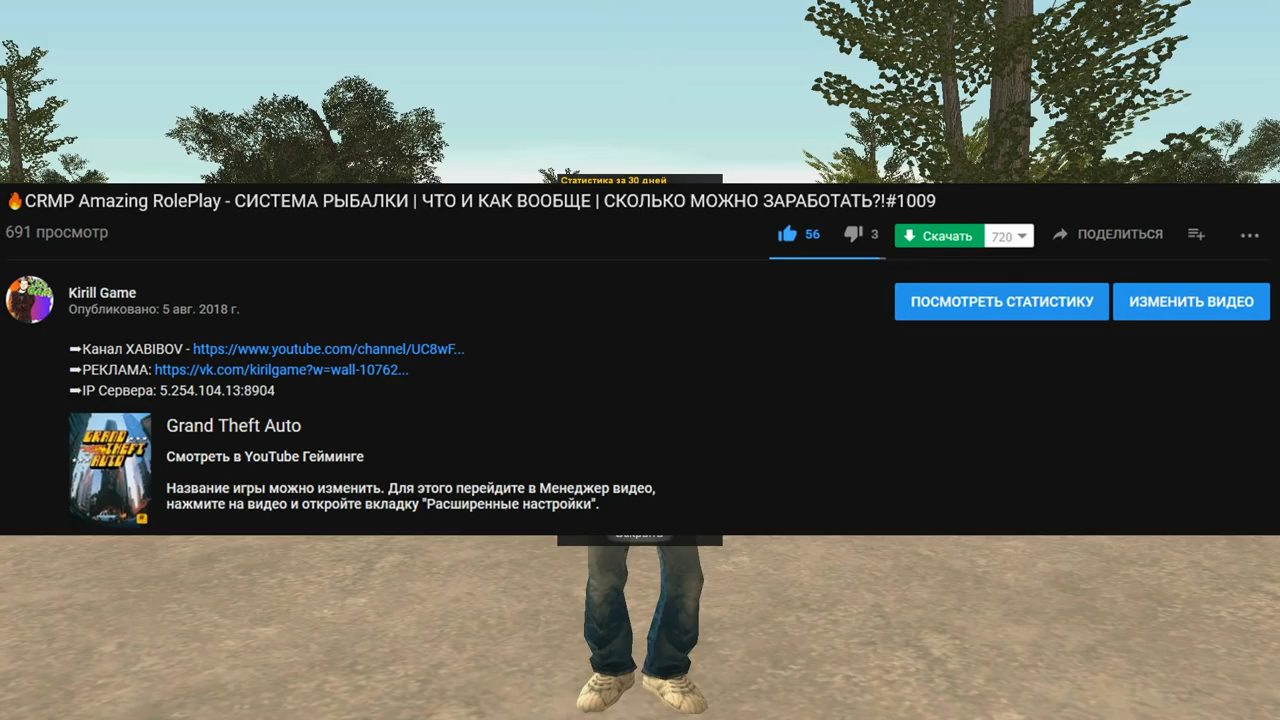 Статистика за 30 дней
🔥CRMP Amazing RolePlay - СИСТЕМА РЫБАЛКИ | ЧТО И КАК ВООБЩЕ | СКОЛЬКО МОЖНО ЗАРАБОТАТЬ?!#1009
691 просмотр
56
3
Скачать
720
ПОДЕЛИТЬСЯ
Kirill Game
Опубликовано: 5 авг. 2018 г.
ПОСМОТРЕТЬ СТАТИСТИКУ
ИЗМЕНИТЬ ВИДЕО
➡Канал XABIBOV - https://www.youtube.com/channel/UC8wF...
➡РЕКЛАМА: https://vk.com/kirilgame?w=wall-10762...
➡IP Сервера: 5.254.104.13:8904
GRAND THEFT AUTO
Grand Theft Auto
Смотреть в YouTube Гейминге
Название игры можно изменить. Для этого перейдите в Менеджер видео,
нажмите на видео и откройте вкладку "Расширенные настройки".
Закрыть